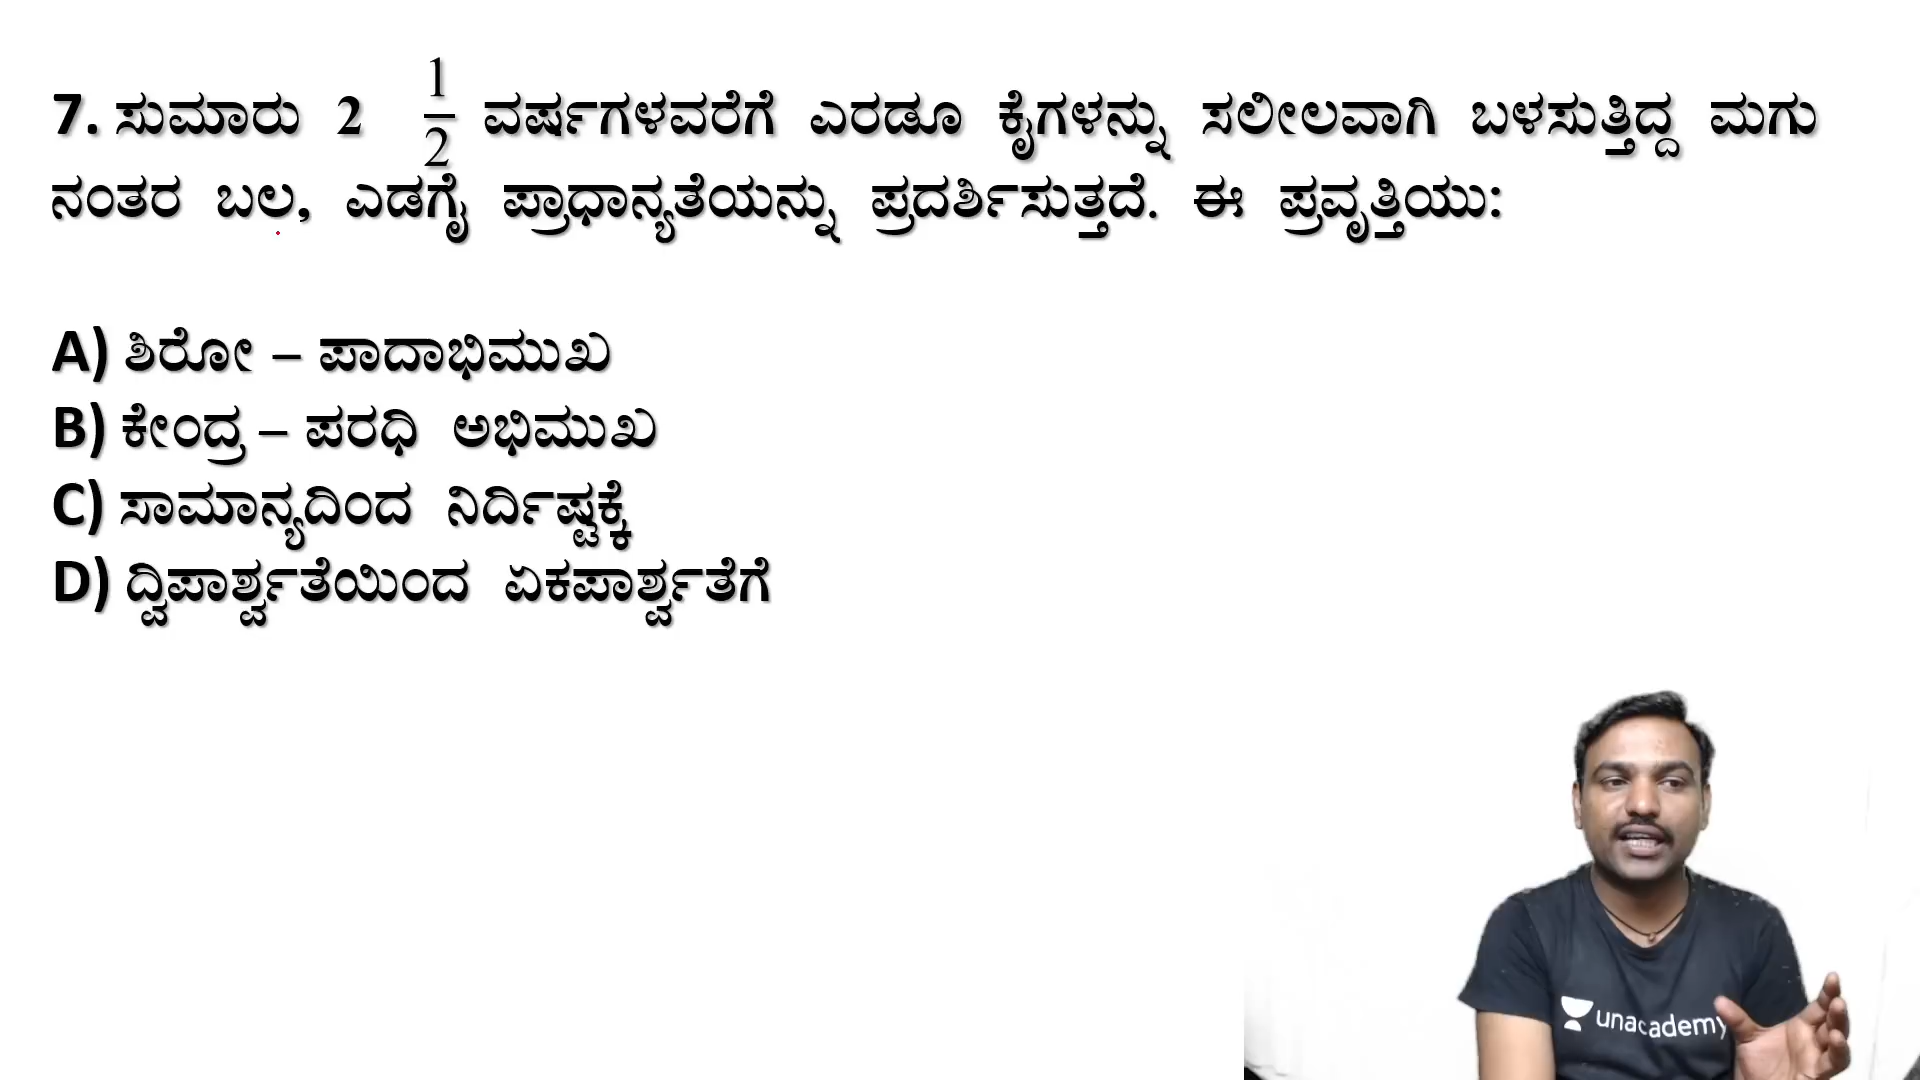 7. ಸುಮಾರು 2 1/2 ವರ್ಷಗಳವರೆಗೆ ಎರಡೂ ಕೈಗಳನ್ನು ಸಲೀಲವಾಗಿ ಬಳಸುತ್ತಿದ್ದ ಮಗು
ನಂತರ ಬಲ, ಎಡಗೈ ಪ್ರಾಧಾನ್ಯತೆಯನ್ನು ಪ್ರದರ್ಶಿಸುತ್ತದೆ. ಈ ಪ್ರವೃತ್ತಿಯು:
A) ಶಿರೋ – ಪಾದಾಭಿಮುಖ
B) ಕೇಂದ್ರ – ಪರಧಿ ಅಭಿಮುಖ
C) ಸಾಮಾನ್ಯದಿಂದ ನಿರ್ದಿಷ್ಟಕ್ಕೆ
D) ದ್ವಿಪಾರ್ಶ್ವತೆಯಿಂದ ಏಕಪಾರ್ಶ್ವತೆಗೆ
unacademy